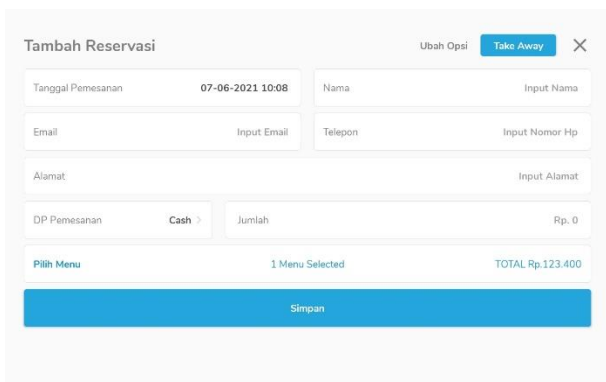 Tambah Reservasi Ubah Opsi Take Away
Tanggal Pemesanan 07-06-2021 10:08 Nama Input Nama
Email Input Email Telepon Input Nomor Hp
Alamat Input Alamat
DP Pemesanan Cash > Jumlah Rp. 0
Pilih Menu 1 Menu Selected TOTAL Rp.123.400
Simpan